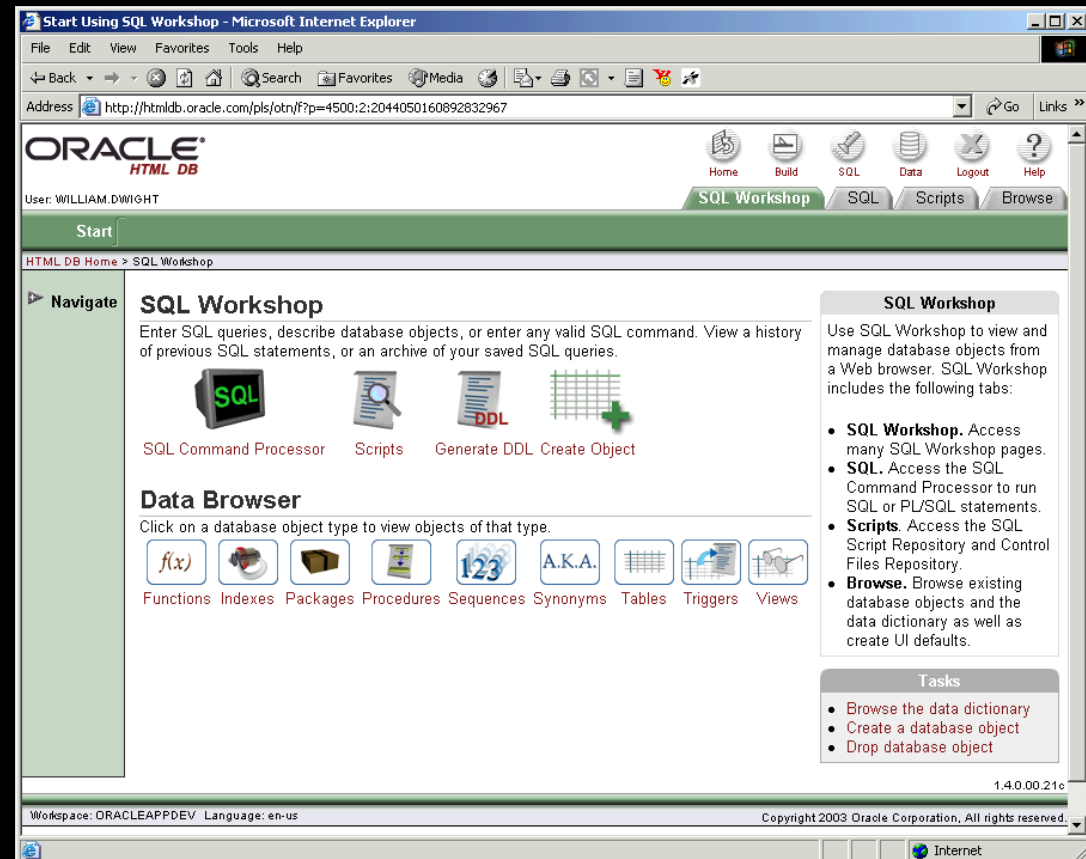 Start Using SQL Workshop - Microsoft Internet Explorer
File Edit View Favorites Tools Help
Back Search Favorites Media
Address http://htmldb.oracle.com/pls/otn/f?p=4500:2:2044050160892832967 Go Links »
ORACLE
HTML DB
Home Build SQL Data Logout Help
User: WILLIAM.DWIGHT
SQL Workshop SQL Scripts Browse
Start
HTML DB Home > SQL Workshop
Navigate
SQL Workshop
Enter SQL queries, describe database objects, or enter any valid SQL command. View a history
of previous SQL statements, or an archive of your saved SQL queries.
SQL
DDL
SQL Command Processor Scripts Generate DDL Create Object
Data Browser
Click on a database object type to view objects of that type.
f(x) 123 A.K.A.
Functions Indexes Packages Procedures Sequences Synonyms Tables Triggers Views
SQL Workshop
Use SQL Workshop to view and
manage database objects from
a Web browser. SQL Workshop
includes the following tabs:
• SQL Workshop. Access
many SQL Workshop pages.
• SQL. Access the SQL
Command Processor to run
SQL or PL/SQL statements.
• Scripts. Access the SQL
Script Repository and Control
Files Repository.
• Browse. Browse existing
database objects and the
data dictionary as well as
create UI defaults.
Tasks
• Browse the data dictionary
• Create a database object
• Drop database object
1.4.0.00.21c
Workspace: ORACLEAPPDEV Language: en-us
Copyright 2003 Oracle Corporation, All rights reserved.
Internet